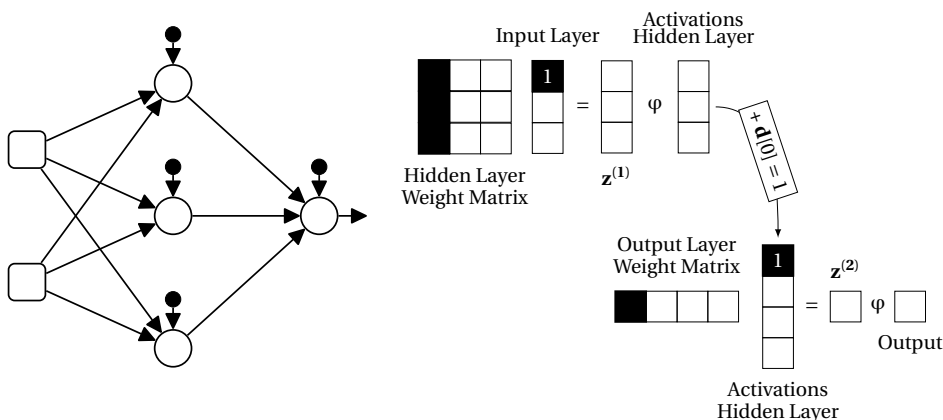 Activations
Hidden Layer
Input Layer
1
=
φ
Hidden Layer
Weight Matrix
z(1)
+ d[0] = 1
Output Layer
Weight Matrix
1
z(2)
=
φ
Output
Activations
Hidden Layer